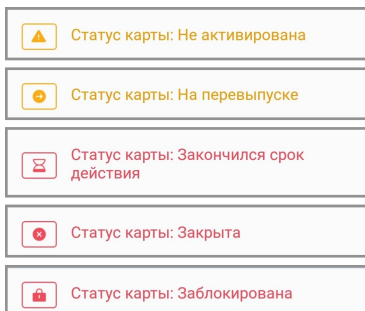 Статус карты: Не активирована
Статус карты: На перевыпуске
Статус карты: Закончился срок
действия
Статус карты: Закрыта
Статус карты: Заблокирована